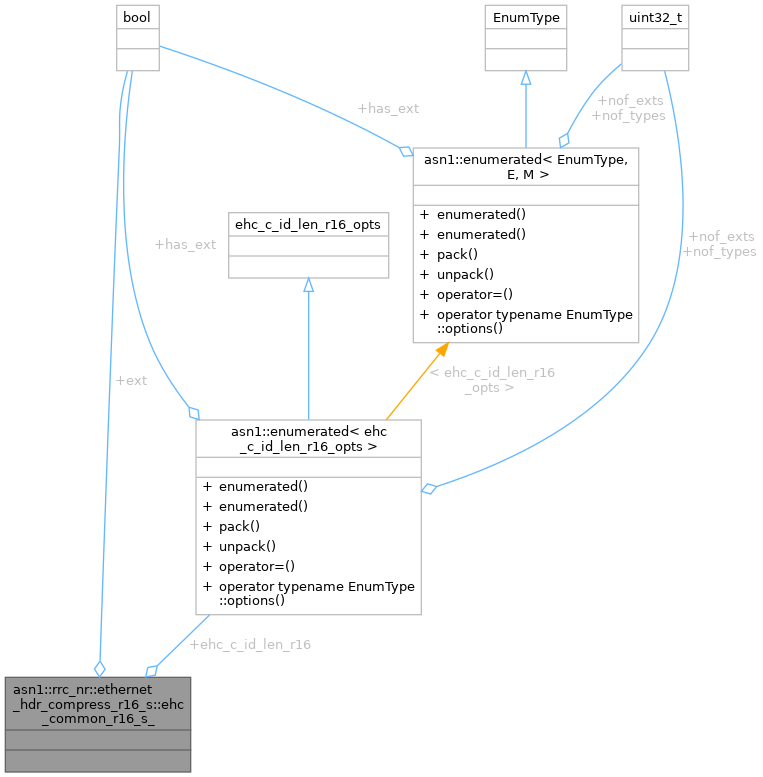 bool
EnumType
uint32_t
+has_ext
+nof_exts
+nof_types
asn1::enumerated< EnumType,
E, M >
+ enumerated()
+ enumerated()
+ pack()
+ unpack()
+ operator=()
+ operator typename EnumType
::options()
ehc_c_id_len_r16_opts
+has_ext
+nof_exts
+nof_types
+ext
< ehc_c_id_len_r16
_opts >
asn1::enumerated< ehc
_c_id_len_r16_opts >
+ enumerated()
+ enumerated()
+ pack()
+ unpack()
+ operator=()
+ operator typename EnumType
::options()
+ehc_c_id_len_r16
asn1::rrc_nr::ethernet
_hdr_compress_r16_s::ehc
_common_r16_s_